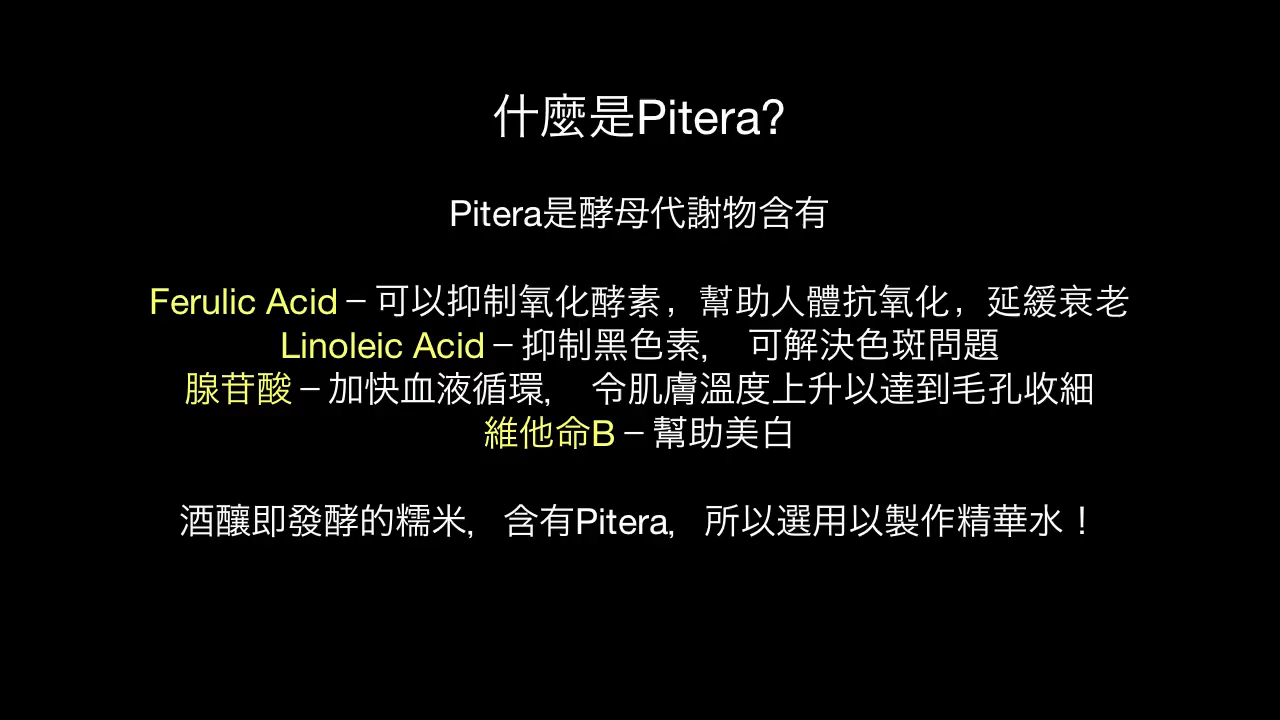 什麼是Pitera?
Pitera是酵母代謝物含有
Ferulic Acid – 可以抑制氧化酵素，幫助人體抗氧化，延緩衰老
Linoleic Acid – 抑制黑色素， 可解決色斑問題
腺苷酸 – 加快血液循環， 令肌膚溫度上升以達到毛孔收細
維他命B – 幫助美白
酒釀即發酵的糯米，含有Pitera，所以選用以製作精華水！